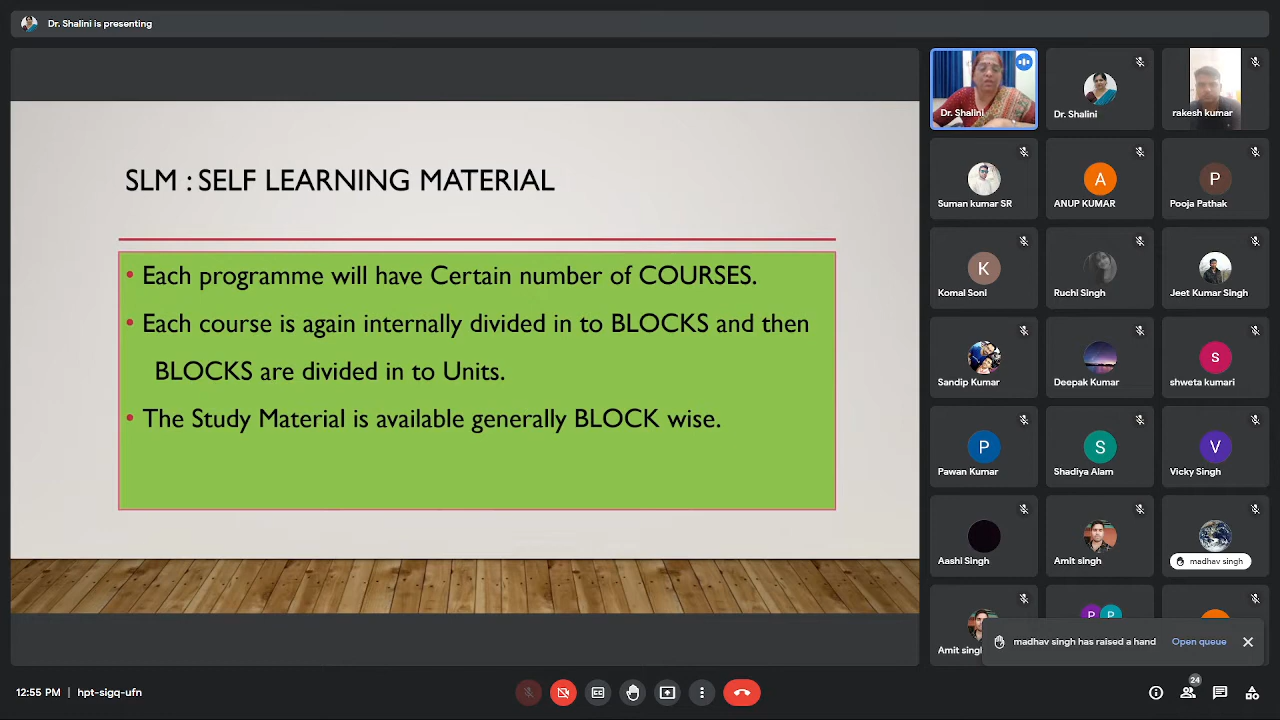 Dr. Shalini is presenting
SLM : SELF LEARNING MATERIAL
• Each programme will have Certain number of COURSES.
• Each course is again internally divided in to BLOCKS and then
BLOCKS are divided in to Units.
• The Study Material is available generally BLOCK wise.
Dr. Shalini
Dr. Shalini
rakesh kumar
Suman kumar SR
A
ANUP KUMAR
P
Pooja Pathak
K
Komal Soni
Ruchi Singh
Jeet Kumar Singh
Sandip Kumar
Deepak Kumar
s
shweta kumari
P
Pawan Kumar
S
Shadiya Alam
V
Vicky Singh
Aashi Singh
Amit singh
madhav singh
Amit singh
P
P
madhav singh has raised a hand
Open queue
12:55 PM | hpt-sigq-ufn
24